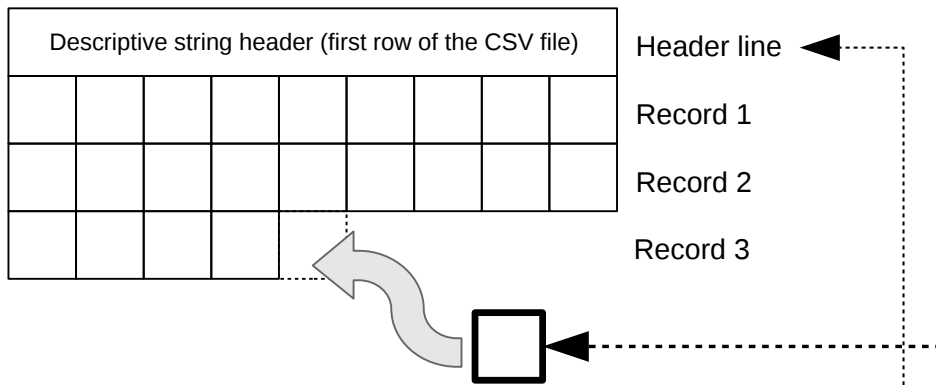 Descriptive string header (first row of the CSV file)
Header line
Record 1
Record 2
Record 3